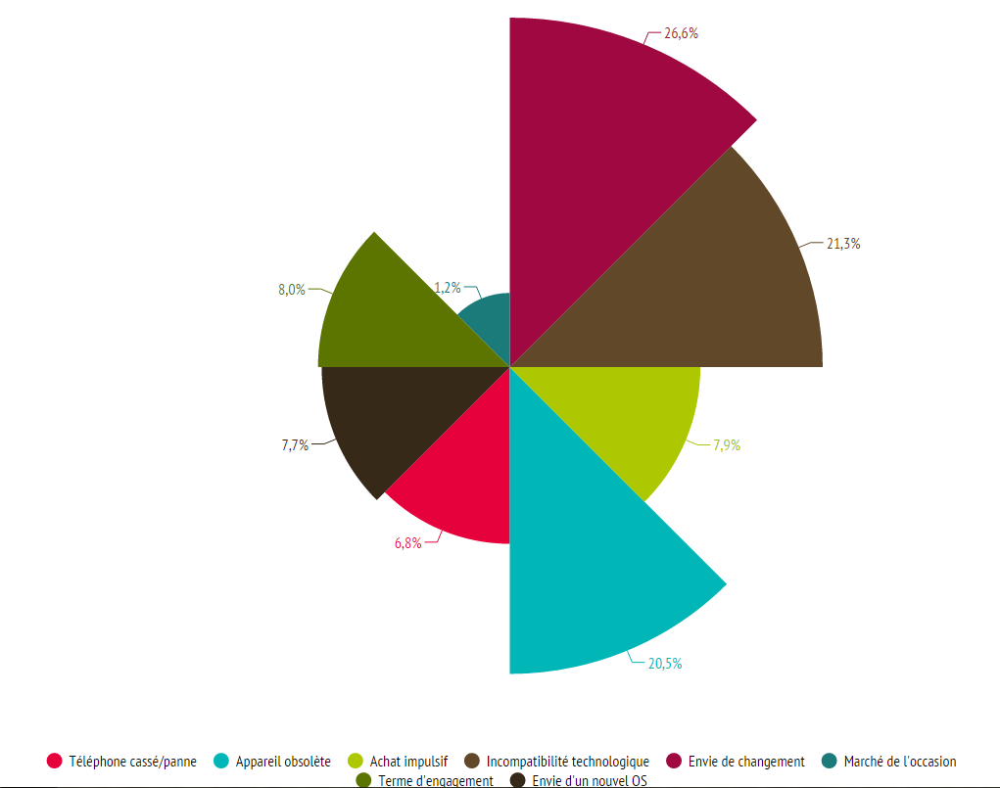 26,6%
21,3%
8,0%
1,2%
7,7%
7,9%
6,8%
20,5%
Téléphone cassé/panne
Appareil obsolète
Achat impulsif
Incompatibilité technologique
Envie de changement
Marché de l'occasion
Terme d'engagement
Envie d'un nouvel OS